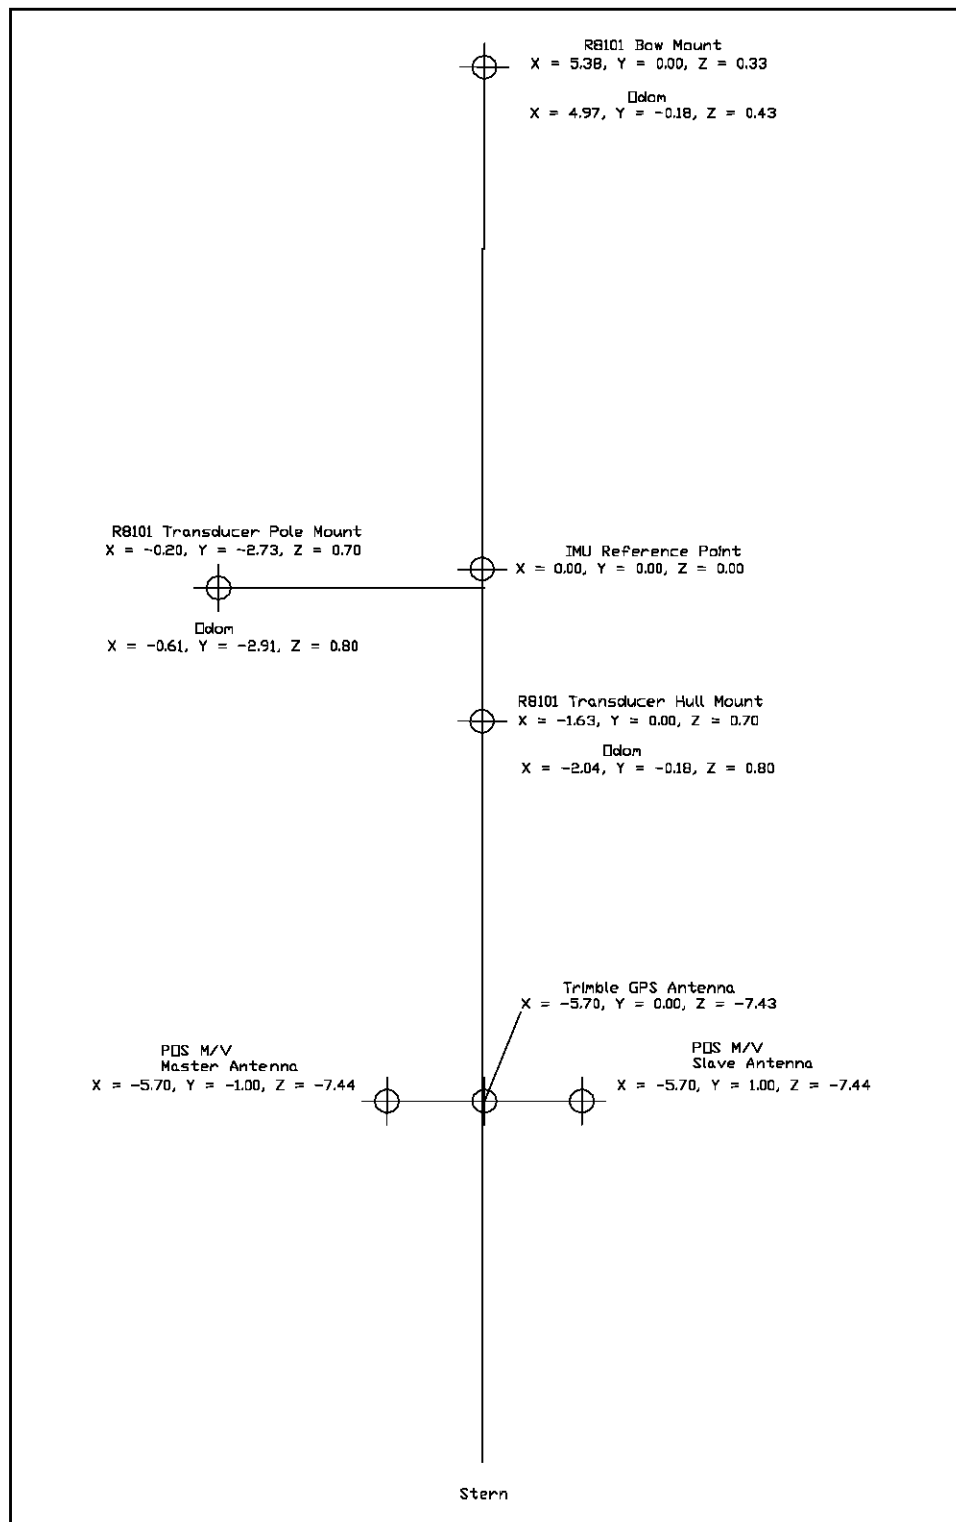 R8101 Bow Mount
X = 5.38, Y = 0.00, Z = 0.33
Odom
X = 4.97, Y = -0.18, Z = 0.43
R8101 Transducer Pole Mount
X = -0.20, Y = -2.73, Z = 0.70
Odom
X = -0.61, Y = -2.91, Z = 0.80
IMU Reference Point
X = 0.00, Y = 0.00, Z = 0.00
R8101 Transducer Hull Mount
X = -1.63, Y = 0.00, Z = 0.70
Odom
X = -2.04, Y = -0.18, Z = 0.80
Trimble GPS Antenna
X = -5.70, Y = 0.00, Z = -7.43
POS M/V
Master Antenna
X = -5.70, Y = -1.00, Z = -7.44
POS M/V
Slave Antenna
X = -5.70, Y = 1.00, Z = -7.44
Stern